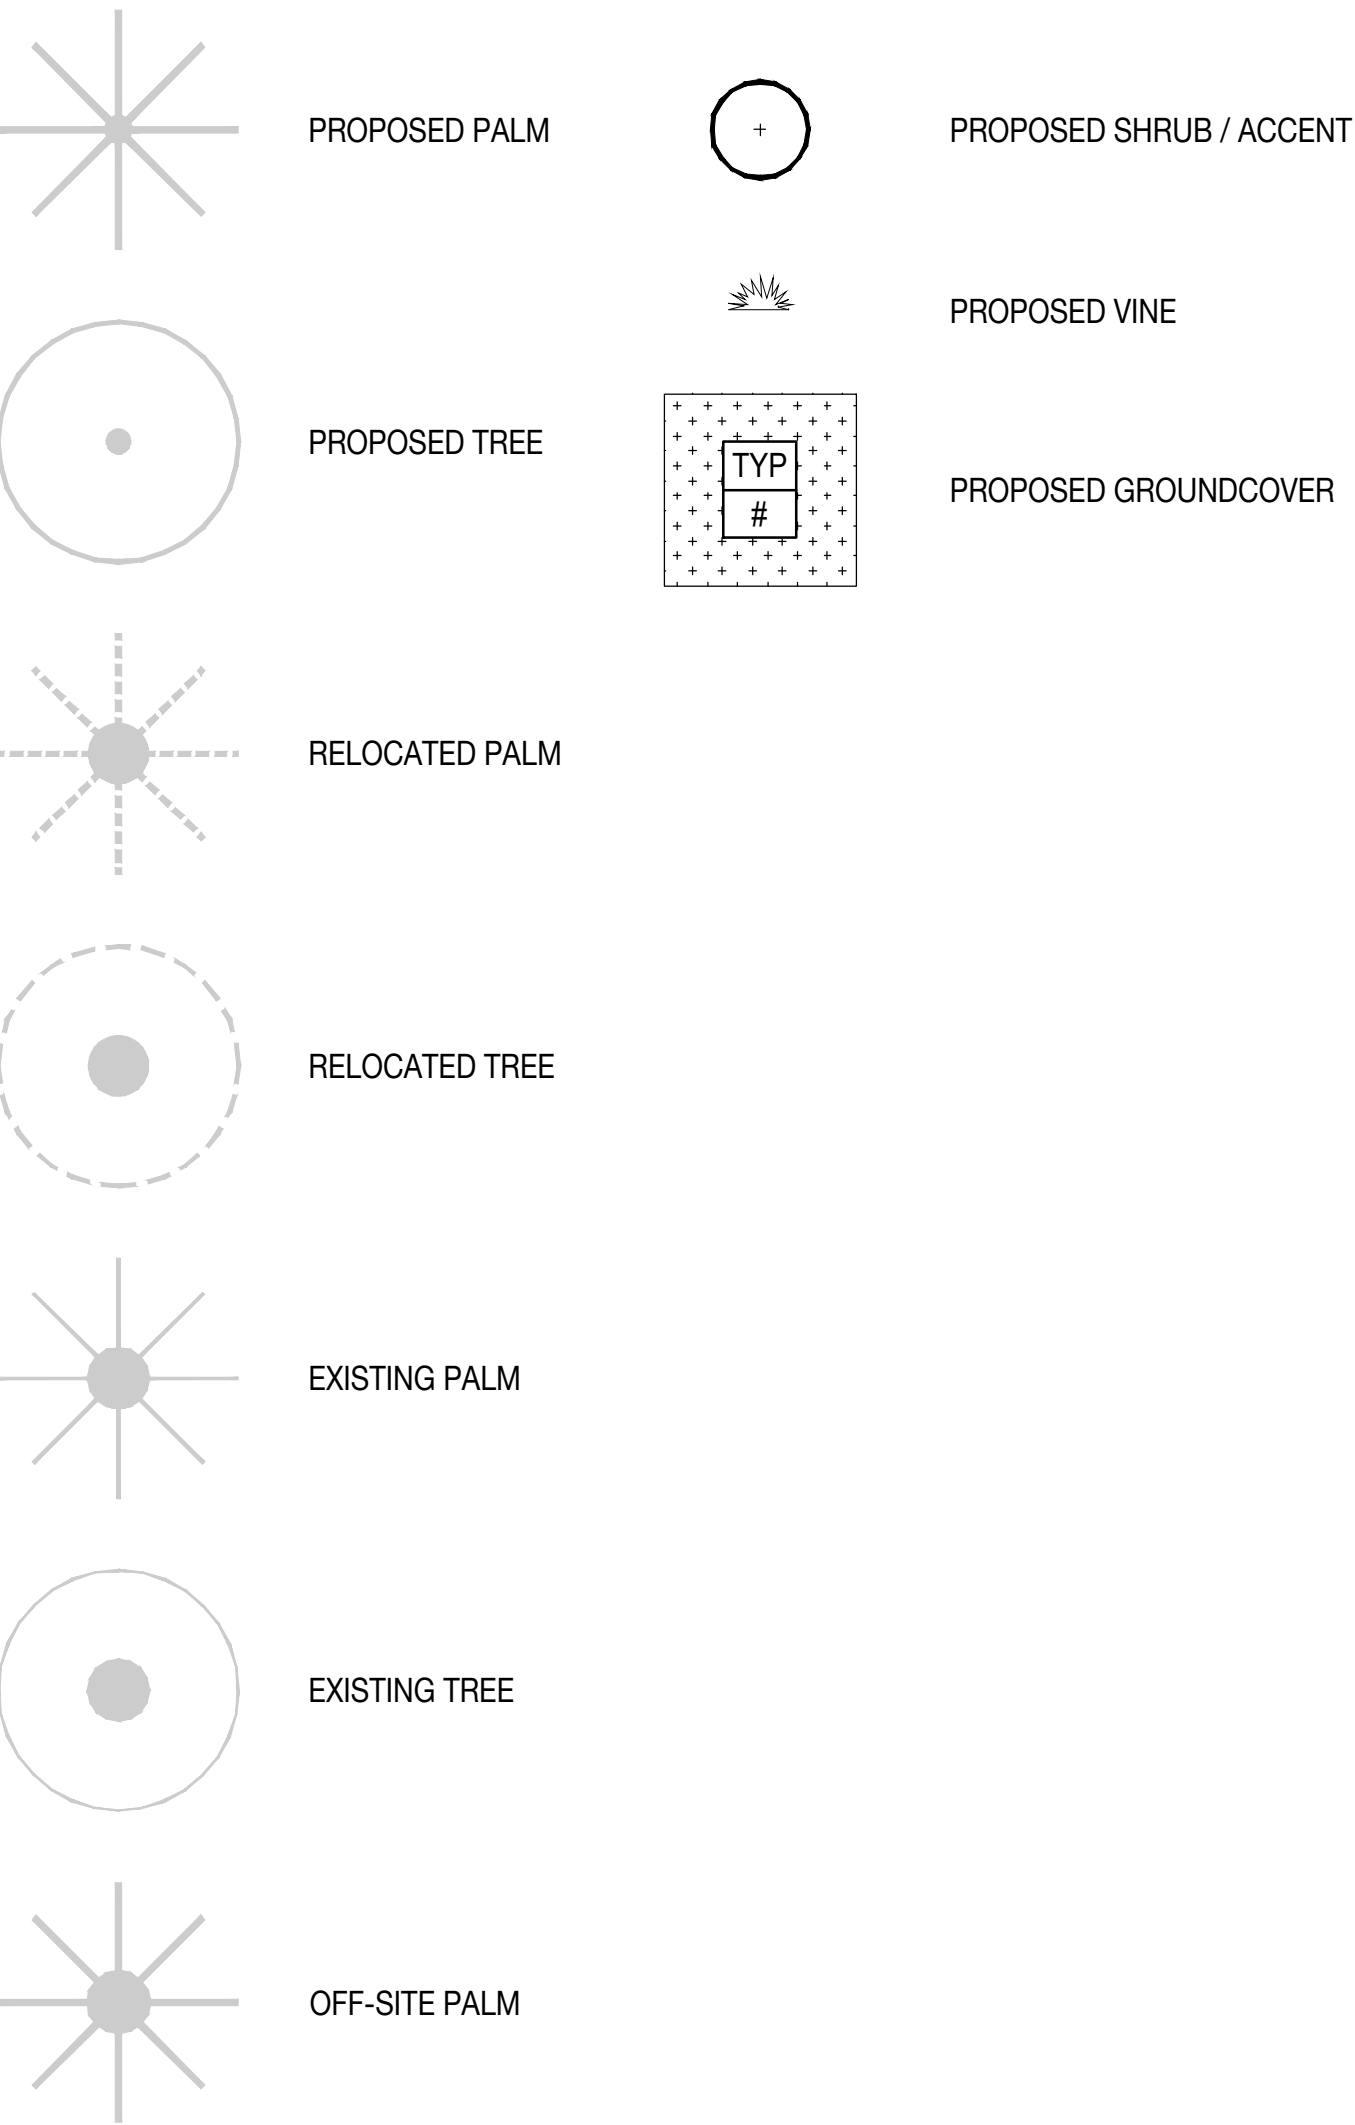 PROPOSED PALM
PROPOSED TREE
RELOCATED PALM
RELOCATED TREE
EXISTING PALM
EXISTING TREE
OFF-SITE PALM
PROPOSED SHRUB / ACCENT
PROPOSED VINE
TYP
#
PROPOSED GROUNDCOVER